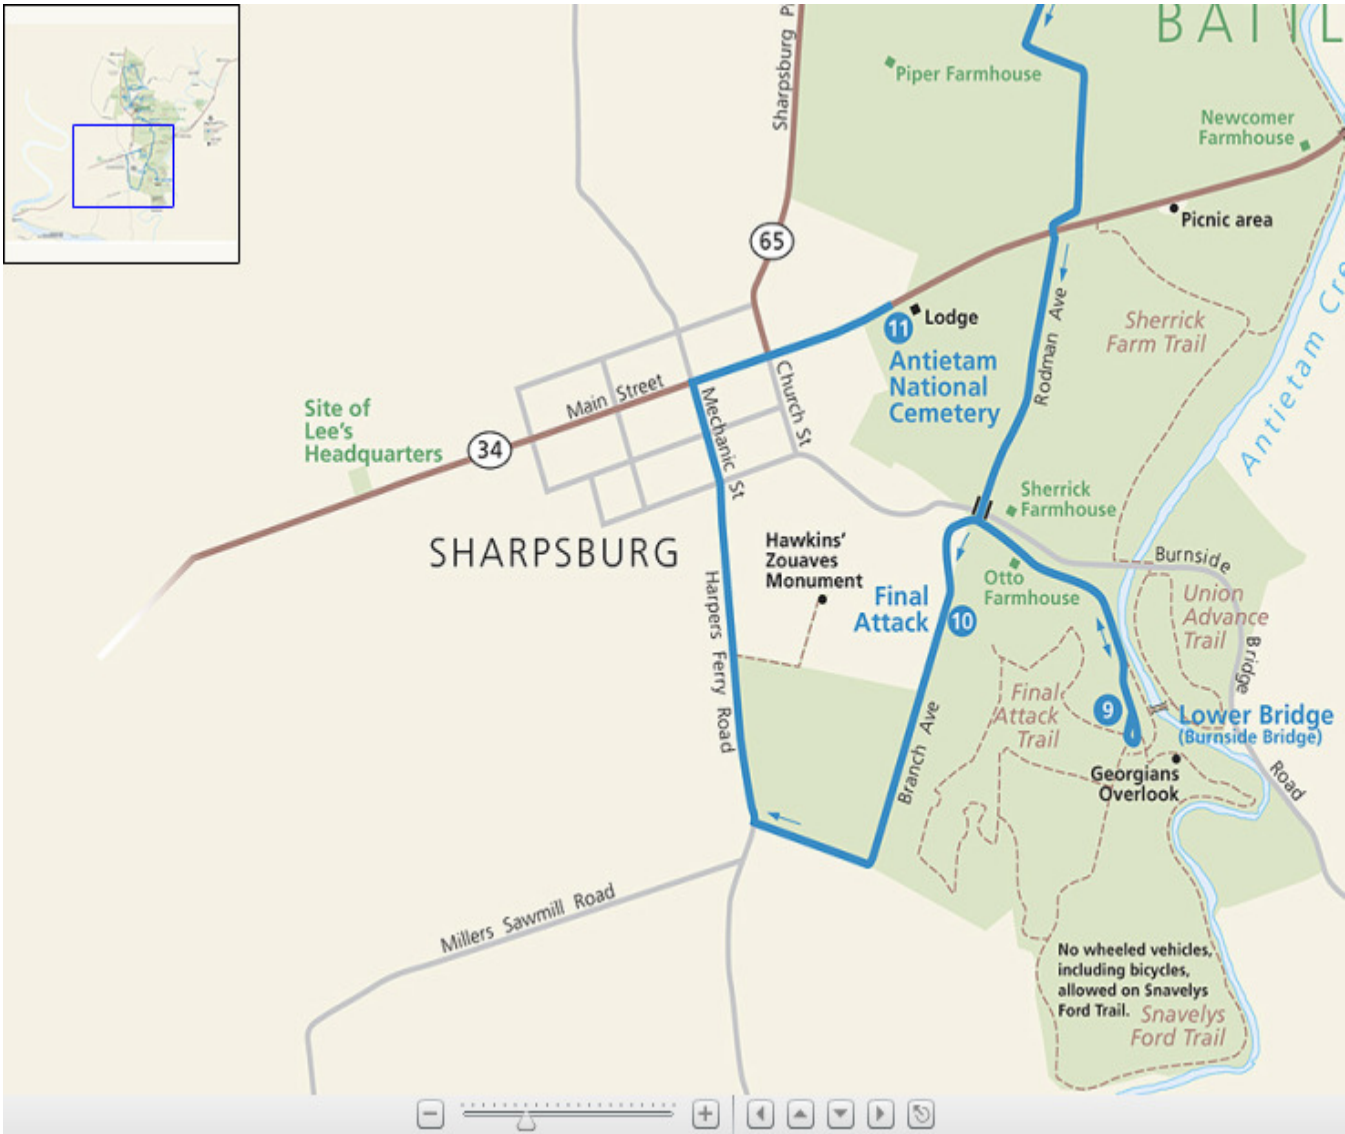 BATTL
Sharpsburg P
Piper Farmhouse
Newcomer
Farmhouse
Picnic area
65
Rodman Ave
Antietam Cre
Sherrick
Farm Trail
11
Lodge
Antietam
National
Cemetery
Main Street
Church St
Mechanic St
Site of
Lee's
Headquarters
34
SHARPSBURG
Sherrick
Farmhouse
Hawkins'
Zouaves
Monument
Burnside
Bridge
Road
Otto
Farmhouse
Final
Attack
10
Union
Advance
Trail
Harpers Ferry Road
Final
Attack
Trail
9
Lower Bridge
(Burnside Bridge)
Branch Ave
Georgians
Overlook
Millers Sawmill Road
No wheeled vehicles,
including bicycles,
allowed on Snavelys
Ford Trail.
Snavelys
Ford Trail